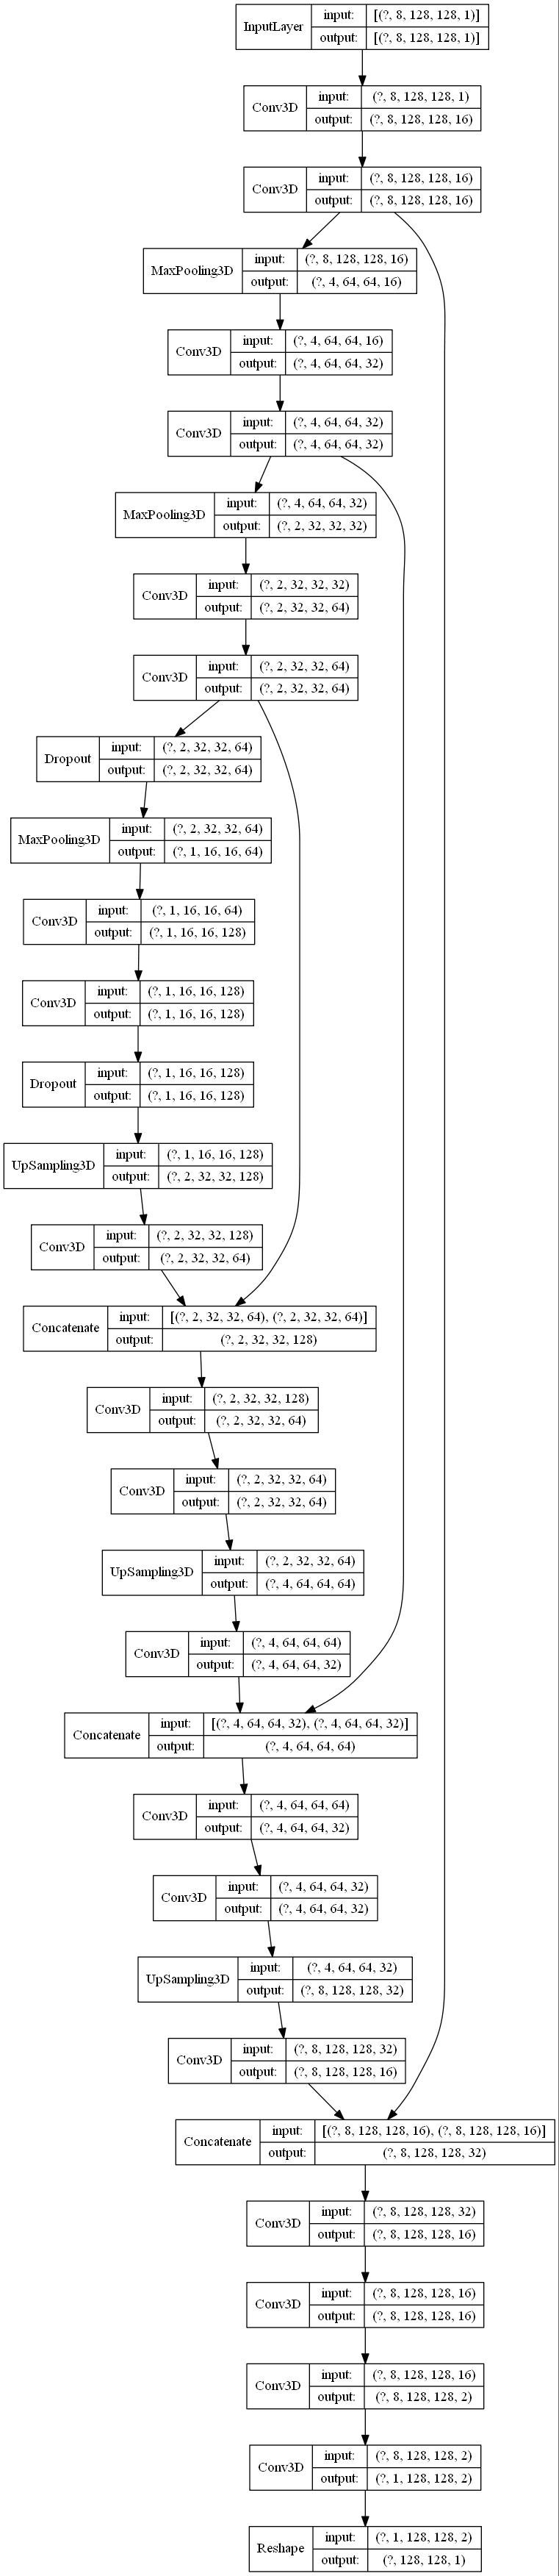 InputLayer
input: [(?, 8, 128, 128, 1)]
output: [(?, 8, 128, 128, 1)]
Conv3D
input: (?, 8, 128, 128, 1)
output: (?, 8, 128, 128, 16)
Conv3D
input: (?, 8, 128, 128, 16)
output: (?, 8, 128, 128, 16)
MaxPooling3D
input: (?, 8, 128, 128, 16)
output: (?, 4, 64, 64, 16)
Conv3D
input: (?, 4, 64, 64, 16)
output: (?, 4, 64, 64, 32)
Conv3D
input: (?, 4, 64, 64, 32)
output: (?, 4, 64, 64, 32)
MaxPooling3D
input: (?, 4, 64, 64, 32)
output: (?, 2, 32, 32, 32)
Conv3D
input: (?, 2, 32, 32, 32)
output: (?, 2, 32, 32, 64)
Conv3D
input: (?, 2, 32, 32, 64)
output: (?, 2, 32, 32, 64)
Dropout
input: (?, 2, 32, 32, 64)
output: (?, 2, 32, 32, 64)
MaxPooling3D
input: (?, 2, 32, 32, 64)
output: (?, 1, 16, 16, 64)
Conv3D
input: (?, 1, 16, 16, 64)
output: (?, 1, 16, 16, 128)
Conv3D
input: (?, 1, 16, 16, 128)
output: (?, 1, 16, 16, 128)
Dropout
input: (?, 1, 16, 16, 128)
output: (?, 1, 16, 16, 128)
UpSampling3D
input: (?, 1, 16, 16, 128)
output: (?, 2, 32, 32, 128)
Conv3D
input: (?, 2, 32, 32, 128)
output: (?, 2, 32, 32, 64)
Concatenate
input: [(?, 2, 32, 32, 64), (?, 2, 32, 32, 64)]
output: (?, 2, 32, 32, 128)
Conv3D
input: (?, 2, 32, 32, 128)
output: (?, 2, 32, 32, 64)
Conv3D
input: (?, 2, 32, 32, 64)
output: (?, 2, 32, 32, 64)
UpSampling3D
input: (?, 2, 32, 32, 64)
output: (?, 4, 64, 64, 64)
Conv3D
input: (?, 4, 64, 64, 64)
output: (?, 4, 64, 64, 32)
Concatenate
input: [(?, 4, 64, 64, 32), (?, 4, 64, 64, 32)]
output: (?, 4, 64, 64, 64)
Conv3D
input: (?, 4, 64, 64, 64)
output: (?, 4, 64, 64, 32)
Conv3D
input: (?, 4, 64, 64, 32)
output: (?, 4, 64, 64, 32)
UpSampling3D
input: (?, 4, 64, 64, 32)
output: (?, 8, 128, 128, 32)
Conv3D
input: (?, 8, 128, 128, 32)
output: (?, 8, 128, 128, 16)
Concatenate
input: [(?, 8, 128, 128, 16), (?, 8, 128, 128, 16)]
output: (?, 8, 128, 128, 32)
Conv3D
input: (?, 8, 128, 128, 32)
output: (?, 8, 128, 128, 16)
Conv3D
input: (?, 8, 128, 128, 16)
output: (?, 8, 128, 128, 16)
Conv3D
input: (?, 8, 128, 128, 16)
output: (?, 8, 128, 128, 2)
Conv3D
input: (?, 8, 128, 128, 2)
output: (?, 1, 128, 128, 2)
Reshape
input: (?, 1, 128, 128, 2)
output: (?, 128, 128, 1)